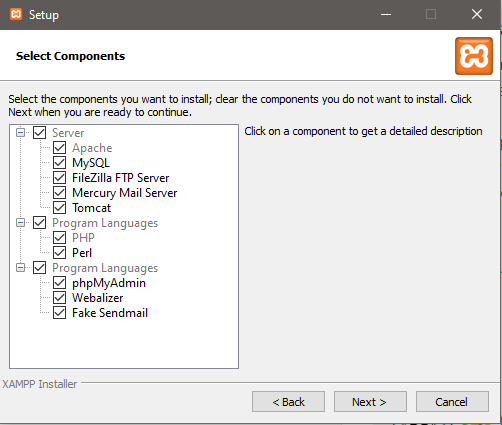 Setup
Select Components
Select the components you want to install; clear the components you do not want to install. Click
Next when you are ready to continue.
Server
Apache
MySQL
FileZilla FTP Server
Mercury Mail Server
Tomcat
Program Languages
PHP
Perl
Program Languages
phpMyAdmin
Webalizer
Fake Sendmail
Click on a component to get a detailed description
XAMPP Installer
< Back
Next >
Cancel